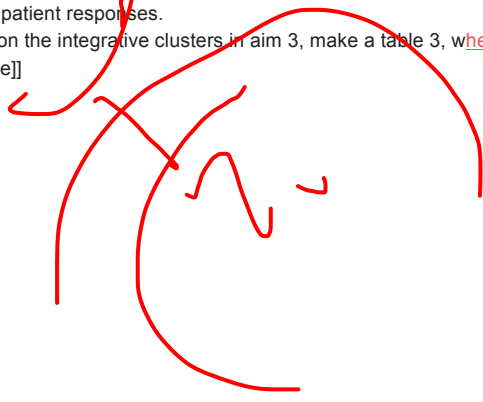 patient responses.
on the integrative clusters in aim 3, make a table 3, whe
e]]